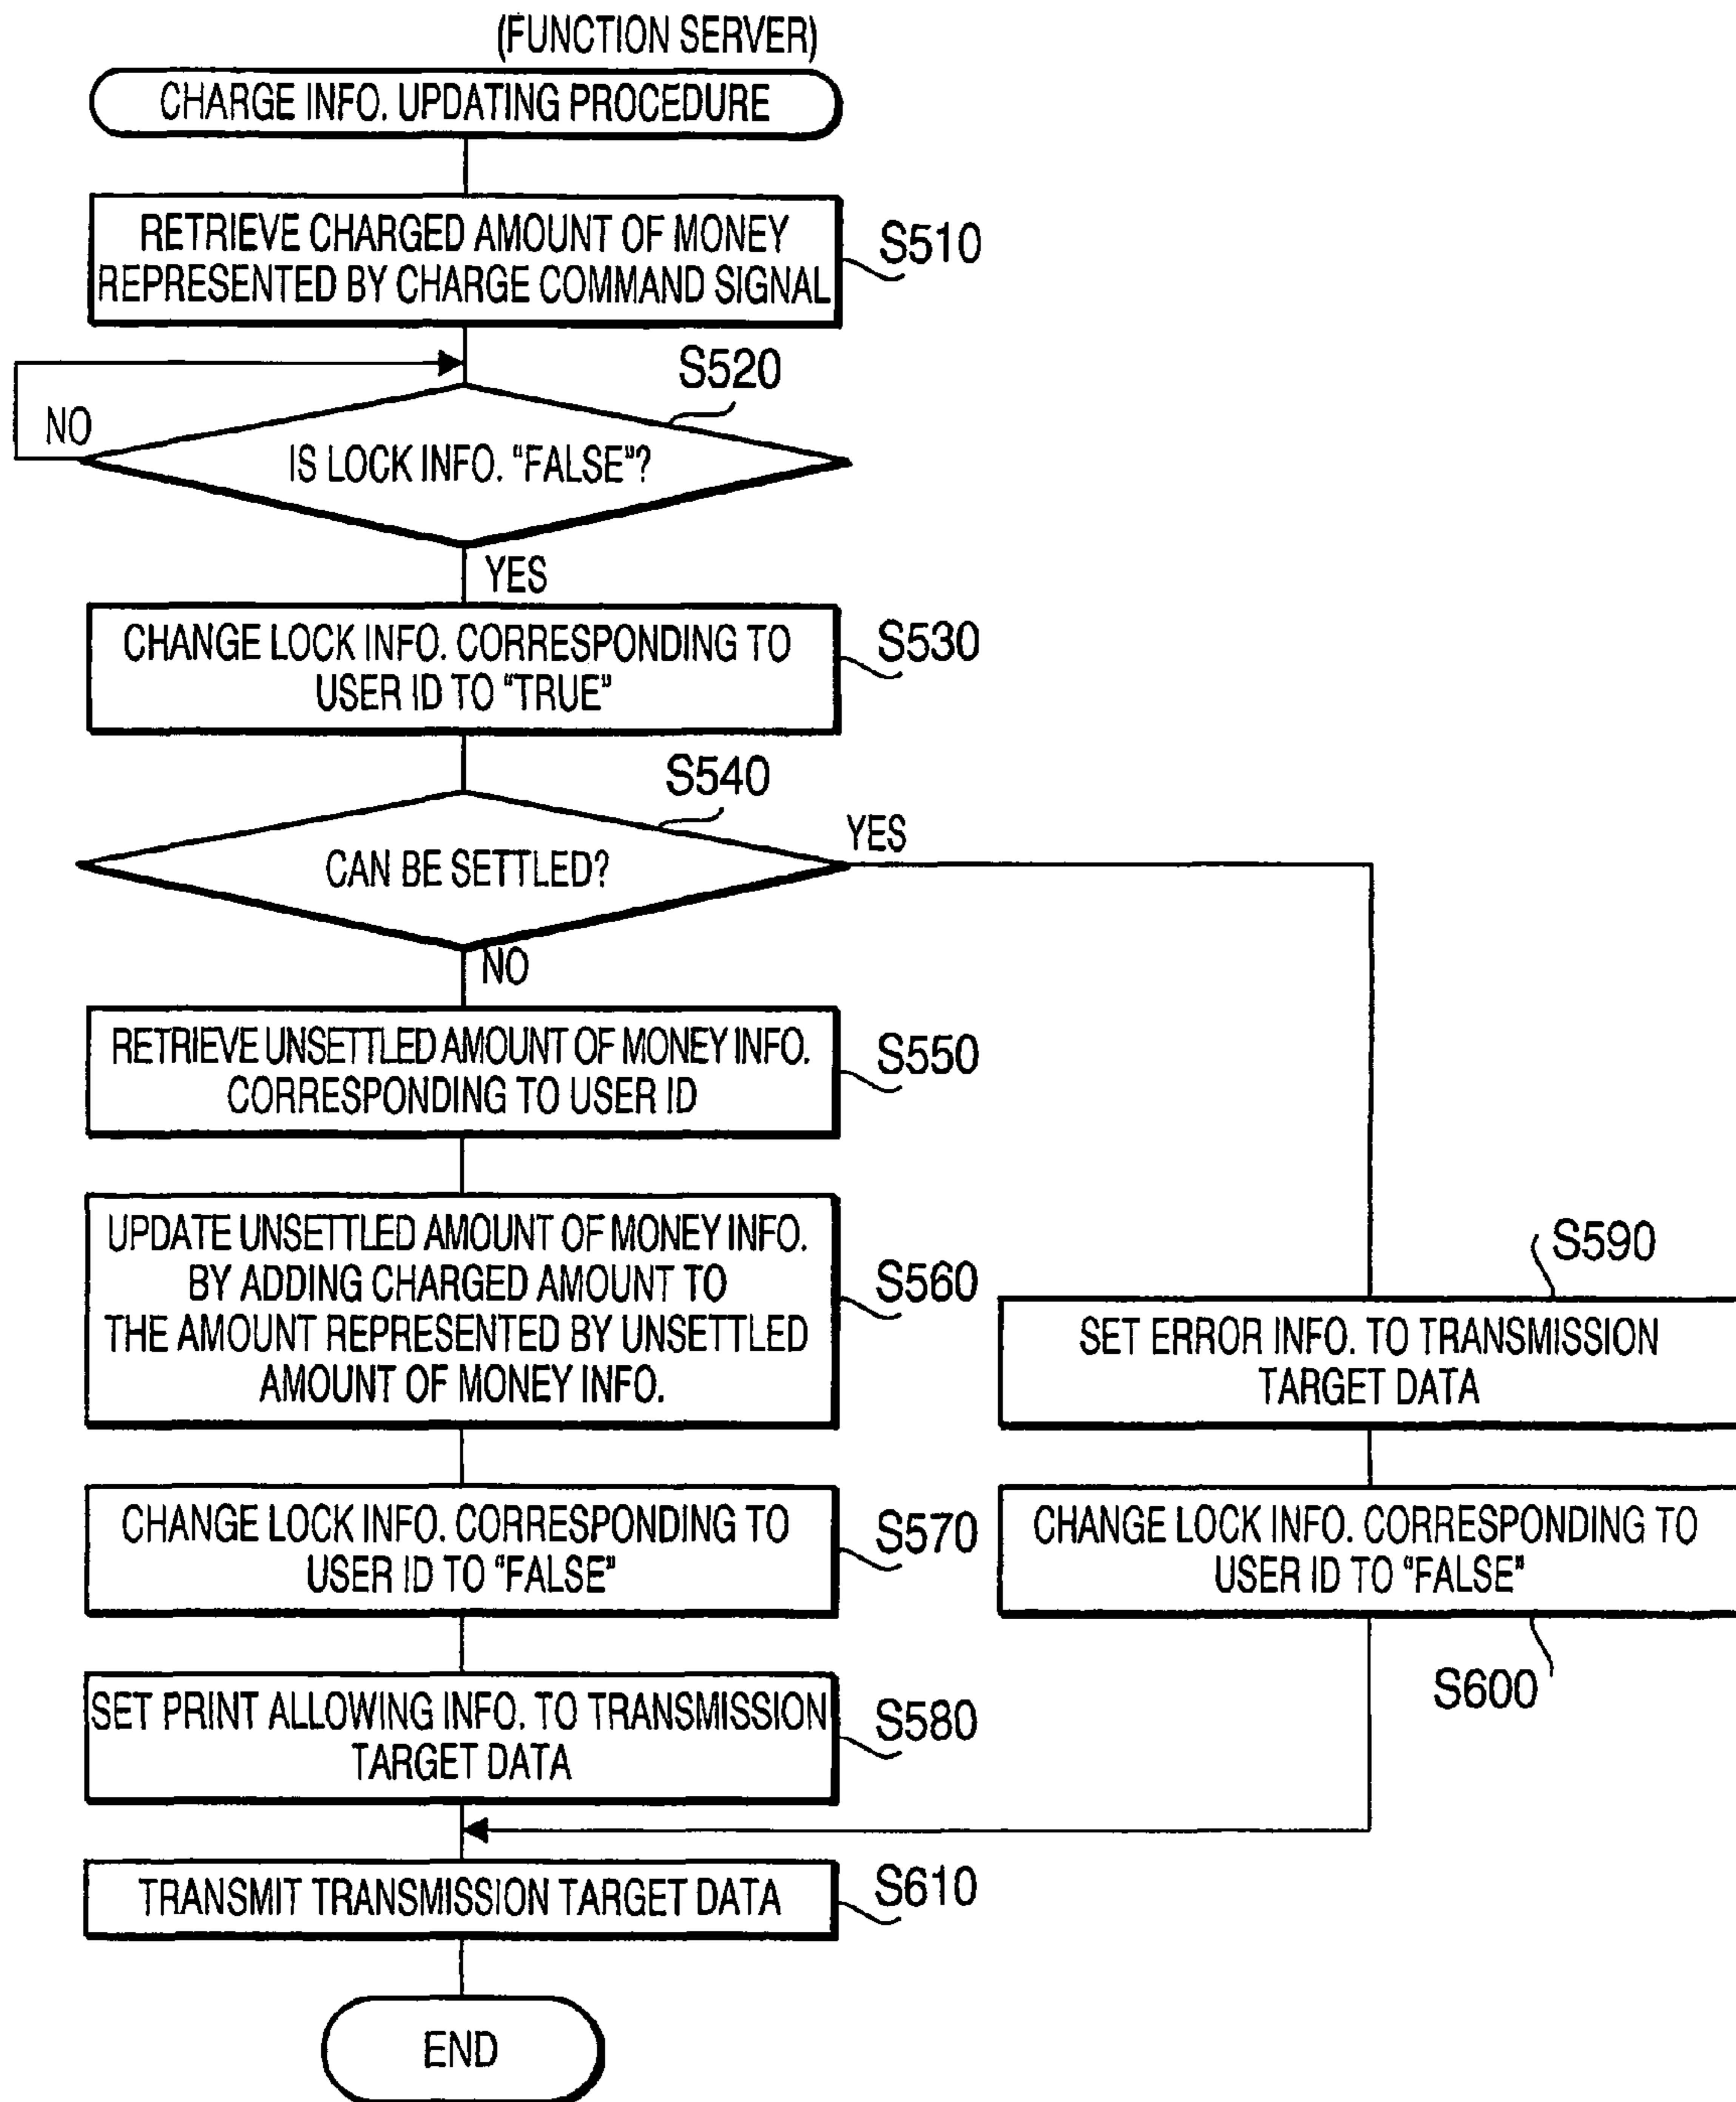 (FUNCTION SERVER)
CHARGE INFO. UPDATING PROCEDURE
RETRIEVE CHARGED AMOUNT OF MONEY
REPRESENTED BY CHARGE COMMAND SIGNAL
S510
S520
NO
IS LOCK INFO. "FALSE"?
YES
CHANGE LOCK INFO. CORRESPONDING TO
USER ID TO "TRUE"
S530
S540
YES
CAN BE SETTLED?
NO
RETRIEVE UNSETTLED AMOUNT OF MONEY INFO.
CORRESPONDING TO USER ID
S550
UPDATE UNSETTLED AMOUNT OF MONEY INFO.
BY ADDING CHARGED AMOUNT TO
THE AMOUNT REPRESENTED BY UNSETTLED
AMOUNT OF MONEY INFO.
S560
S590
SET ERROR INFO. TO TRANSMISSION
TARGET DATA
CHANGE LOCK INFO. CORRESPONDING TO
USER ID TO "FALSE"
S570
CHANGE LOCK INFO. CORRESPONDING TO
USER ID TO "FALSE"
S600
SET PRINT ALLOWING INFO. TO TRANSMISSION
TARGET DATA
S580
TRANSMIT TRANSMISSION TARGET DATA
S610
END